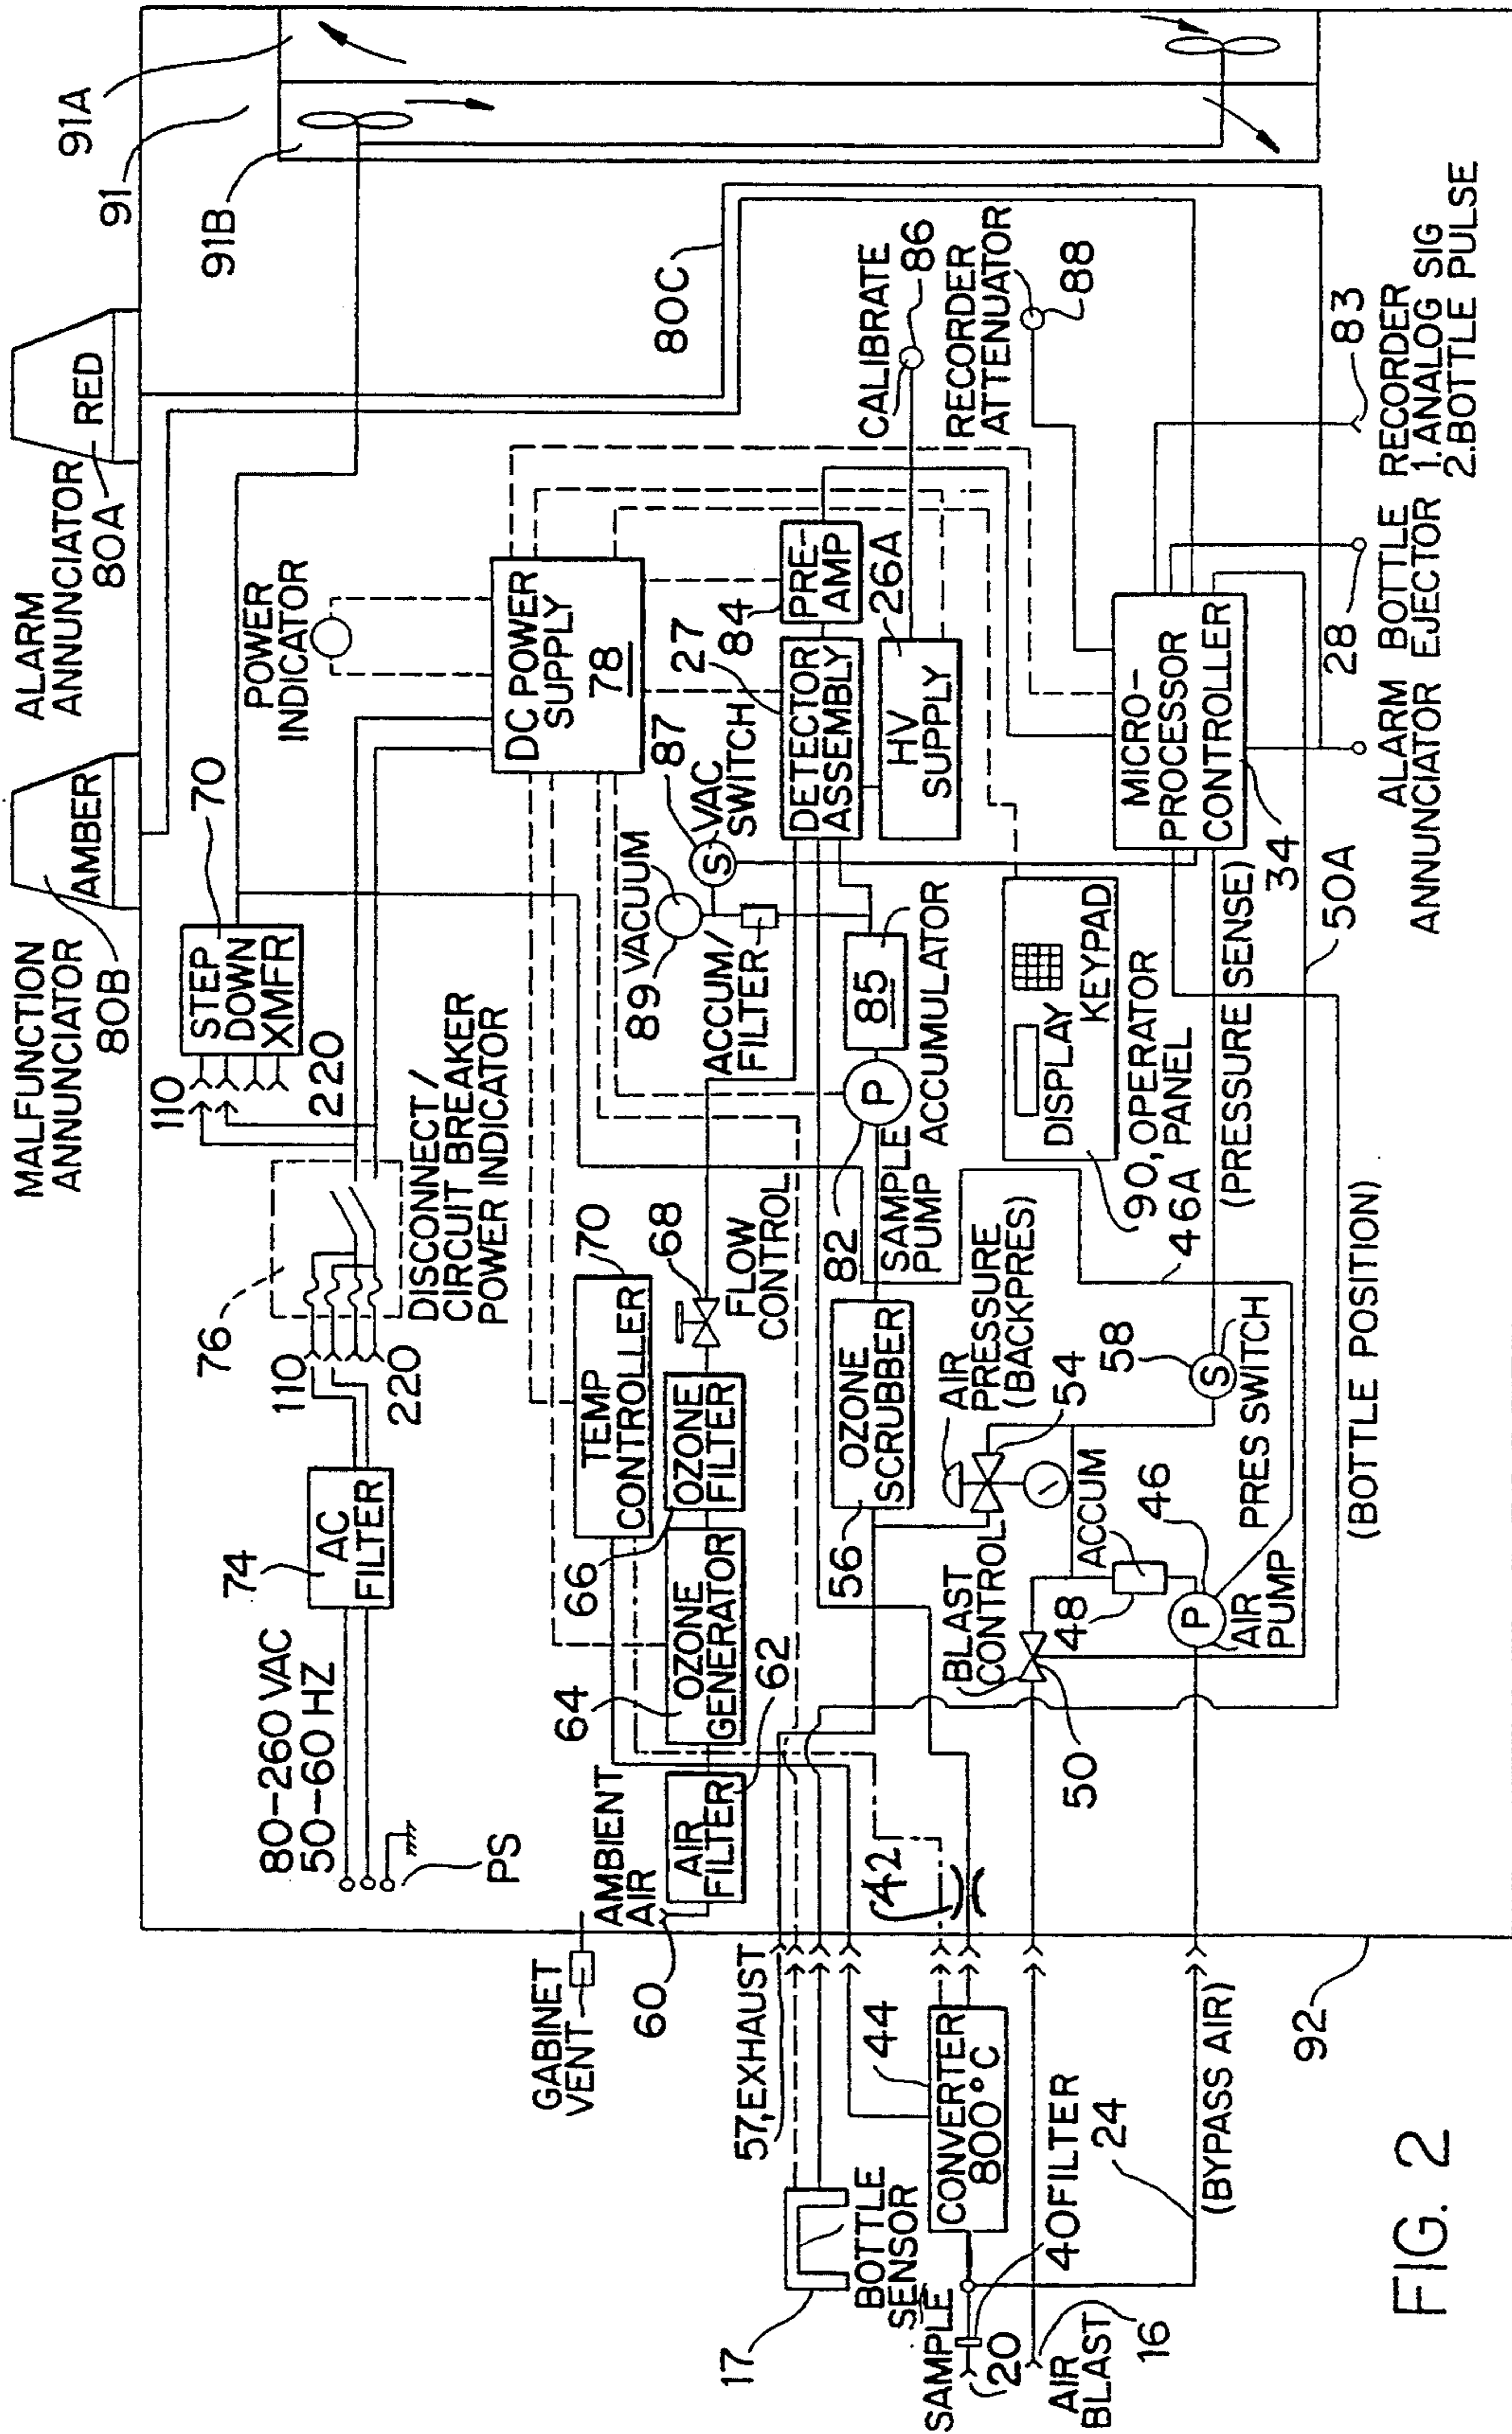 MALFUNCTION
ANNUNCIATOR
80B
AMBER
ALARM
ANNUNCIATOR
80A
RED
91
91A
91B
110
220
STEP
DOWN
XMFR
70
POWER
INDICATOR
80C
80-260 VAC
50-60 HZ
PS
74
AC
FILTER
110
220
76
DISCONNECT/
CIRCUIT BREAKER
POWER INDICATOR
DC POWER
SUPPLY
78
GABINET
VENT
AMBIENT
AIR
60
AIR
FILTER
62
64
OZONE
GENERATOR
66
OZONE
FILTER
TEMP
CONTROLLER
70
68
FLOW
CONTROL
89
VACUUM
87
VAC
SWITCH
S
ACCUM/
FILTER
27
DETECTOR
ASSEMBLY
84
PRE-
AMP
26A
HV
SUPPLY
CALIBRATE
86
RECORDER
ATTENUATOR
88
57, EXHAUST
56
OZONE
SCRUBBER
82
SAMPLE
PUMP
P
85
ACCUMULATOR
17
BOTTLE
SENSOR
44
CONVERTER
800°C
42
SAMPLE
20
40 FILTER
AIR
BLAST
16
24
(BYPASS AIR)
BLAST
CONTROL
50
AIR
PRESSURE
(BACKPRES)
54
48
ACCUM
46
P
AIR
PUMP
58
S
PRES SWITCH
46A
DISPLAY
KEYPAD
90, OPERATOR
PANEL
(PRESSURE SENSE)
MICRO-
PROCESSOR
CONTROLLER
34
50A
(BOTTLE POSITION)
28
83
ALARM
ANNUNCIATOR
BOTTLE
EJECTOR
RECORDER
1. ANALOG SIG
2. BOTTLE PULSE
92
FIG. 2